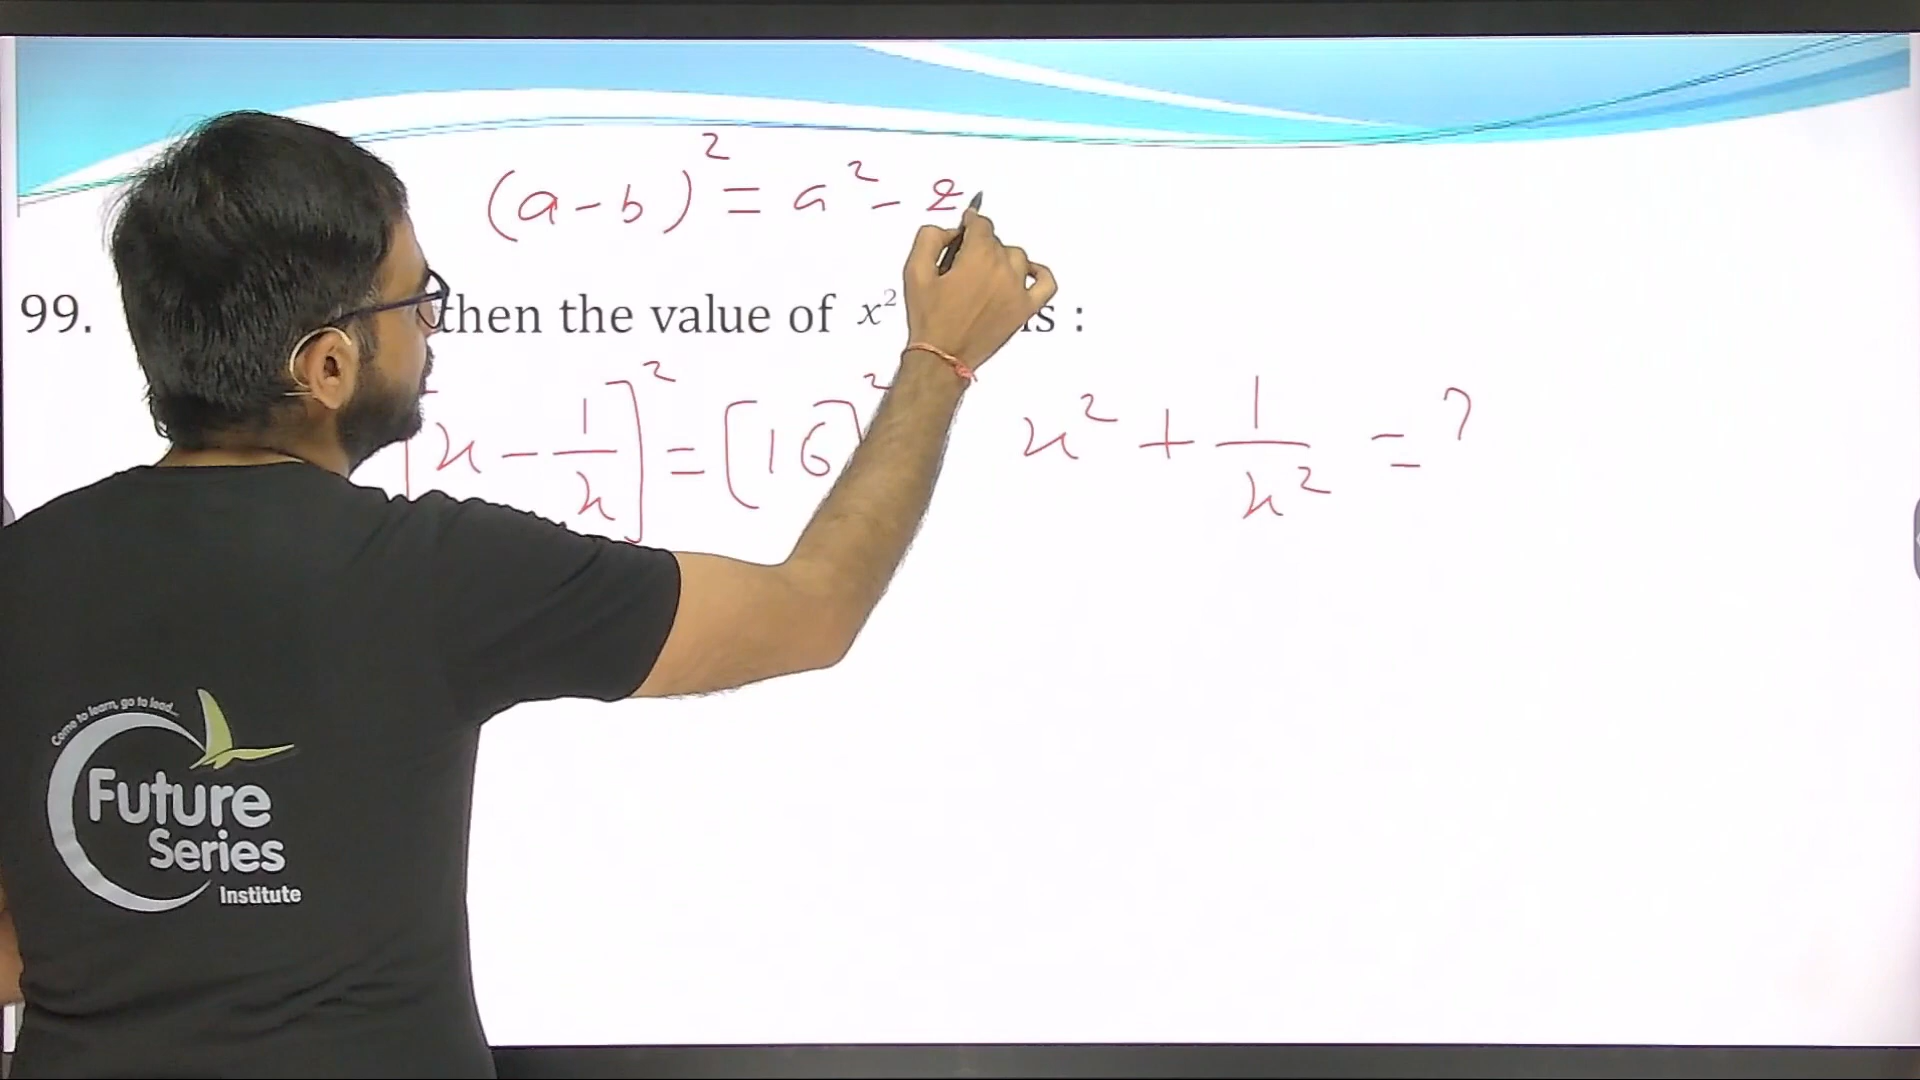 (a-b)² = a² - 2
99. then the value of x² is :
[x - 1/x]² = [16]² x² + 1/x² = ?
Come to learn, go to lead...
Future
Series
Institute